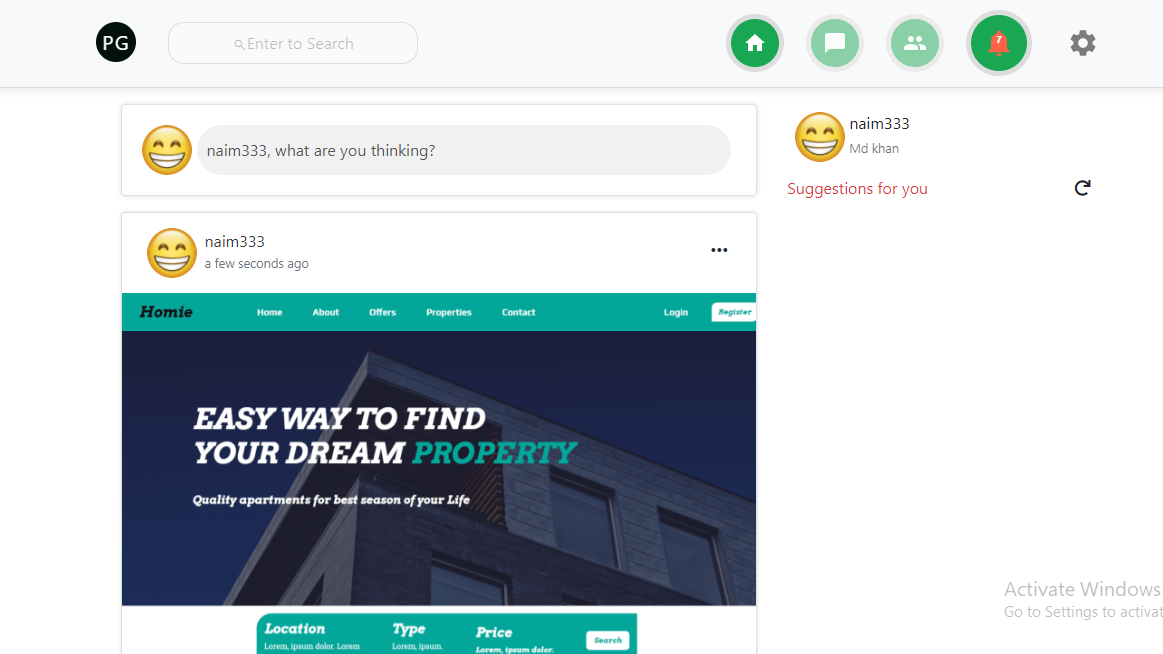 PG
Enter to Search
7
naim333, what are you thinking?
naim333
Md khan
Suggestions for you
naim333
a few seconds ago
Homie
Home About Offers Properties Contact Login Register
EASY WAY TO FIND
YOUR DREAM PROPERTY
Quality apartments for best season of your Life
Location Type Price Search
Lorem, ipsum dolor. Lorem Lorem, ipsum. Lorem, ipsum dolor.
Activate Windows
Go to Settings to activat